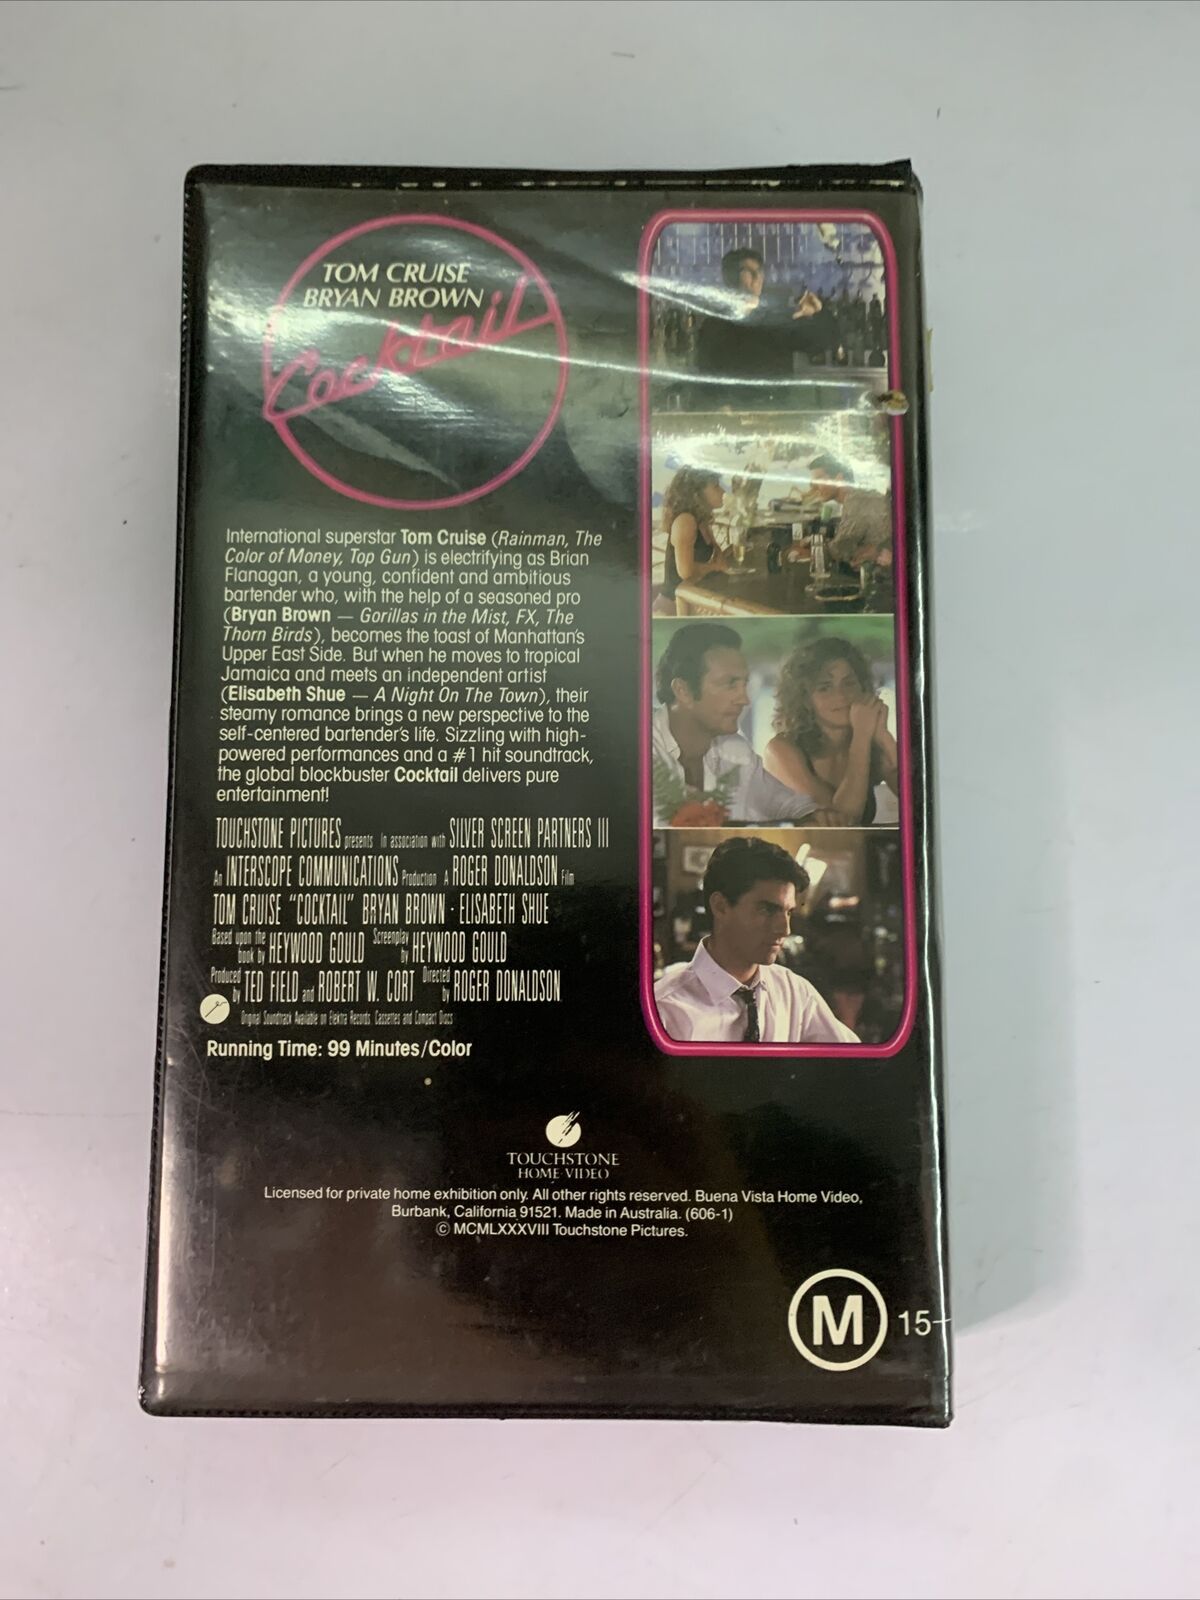 TOM CRUISE
BRYAN BROWN
Cocktail
International superstar Tom Cruise (Rainman, The
Color of Money, Top Gun) is electrifying as Brian
Flanagan, a young, confident and ambitious
bartender who, with the help of a seasoned pro
(Bryan Brown — Gorillas in the Mist, FX, The
Thorn Birds), becomes the toast of Manhattan's
Upper East Side. But when he moves to tropical
Jamaica and meets an independent artist
(Elisabeth Shue — A Night On The Town), their
steamy romance brings a new perspective to the
self-centered bartender's life. Sizzling with high-
powered performances and a #1 hit soundtrack,
the global blockbuster Cocktail delivers pure
entertainment!
TOUCHSTONE PICTURES presents in association with SILVER SCREEN PARTNERS III
An INTERSCOPE COMMUNICATIONS Production A ROGER DONALDSON Film
TOM CRUISE "COCKTAIL" BRYAN BROWN · ELISABETH SHUE
Based upon the book by HEYWOOD GOULD Screenplay by HEYWOOD GOULD
Produced by TED FIELD and ROBERT W. CORT Directed by ROGER DONALDSON
Original Soundtrack Available on Elektra Records Cassettes and Compact Discs
Running Time: 99 Minutes/Color
TOUCHSTONE
HOME VIDEO
Licensed for private home exhibition only. All other rights reserved. Buena Vista Home Video,
Burbank, California 91521. Made in Australia. (606-1)
© MCMLXXXVIII Touchstone Pictures.
M 15